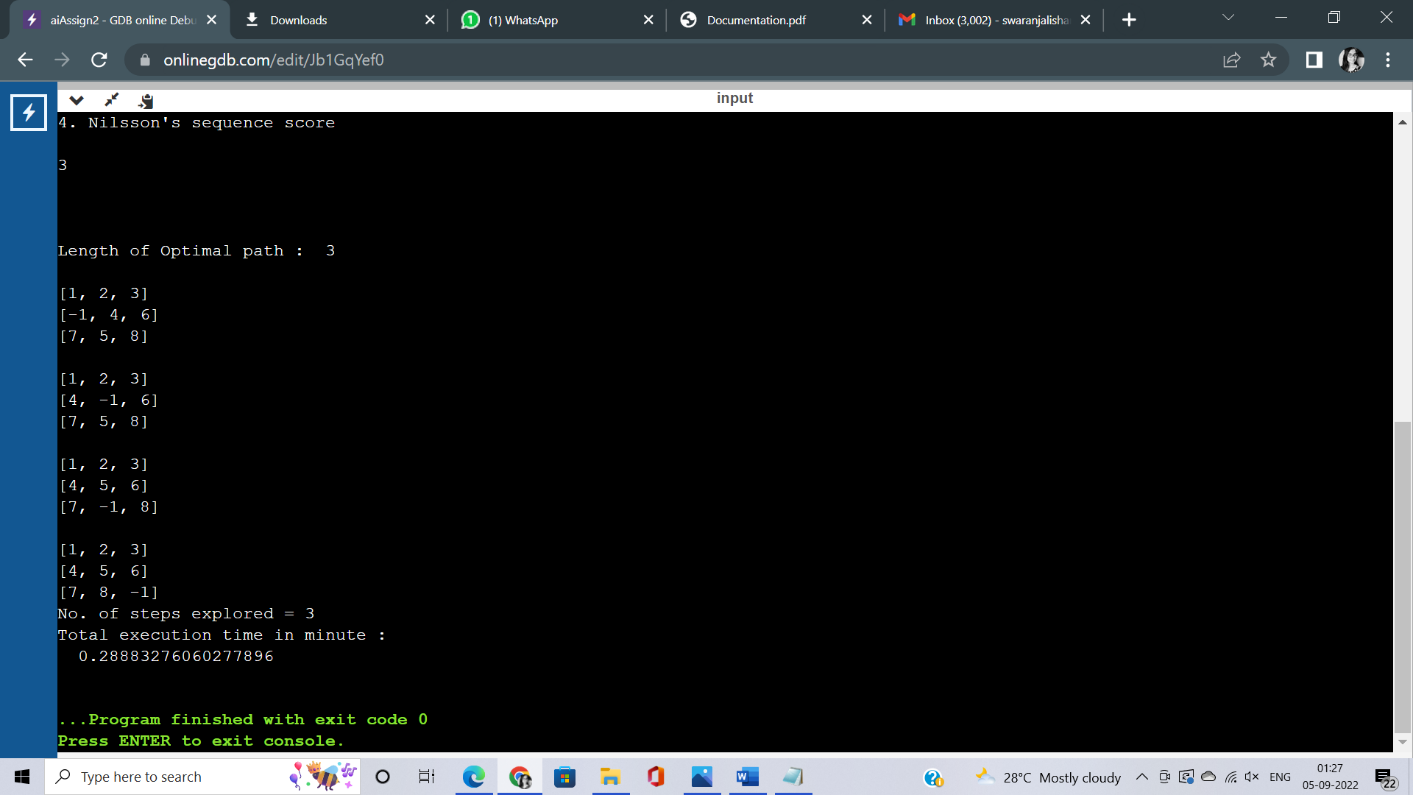 aiAssign2 - GDB online Debu
Downloads
(1) WhatsApp
Documentation.pdf
Inbox (3,002) - swaranjalisha
onlinegdb.com/edit/Jb1GqYef0
input
4. Nilsson's sequence score
3
Length of Optimal path :  3
[1, 2, 3]
[-1, 4, 6]
[7, 5, 8]
[1, 2, 3]
[4, -1, 6]
[7, 5, 8]
[1, 2, 3]
[4, 5, 6]
[7, -1, 8]
[1, 2, 3]
[4, 5, 6]
[7, 8, -1]
No. of steps explored = 3
Total execution time in minute :
0.28883276060277896
...Program finished with exit code 0
Press ENTER to exit console.
Type here to search
28°C Mostly cloudy
ENG
01:27
05-09-2022
22